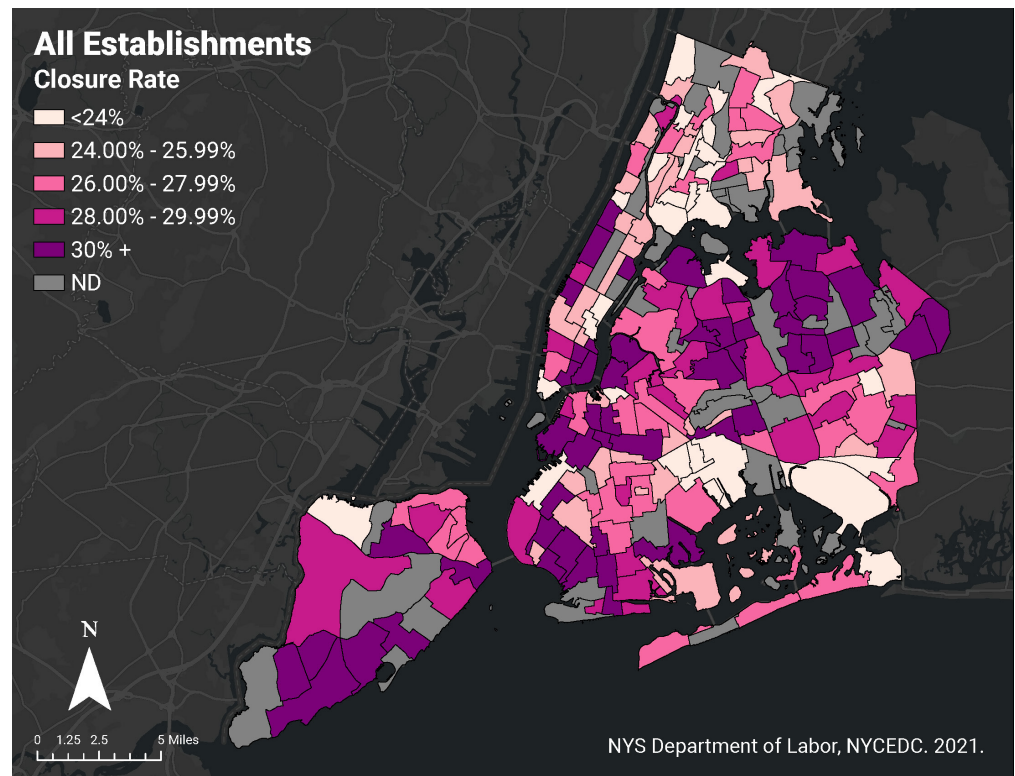 All Establishments
Closure Rate
<24%
24.00% - 25.99%
26.00% - 27.99%
28.00% - 29.99%
30% +
ND
N
0 1.25 2.5 5 Miles
NYS Department of Labor, NYCEDC. 2021.